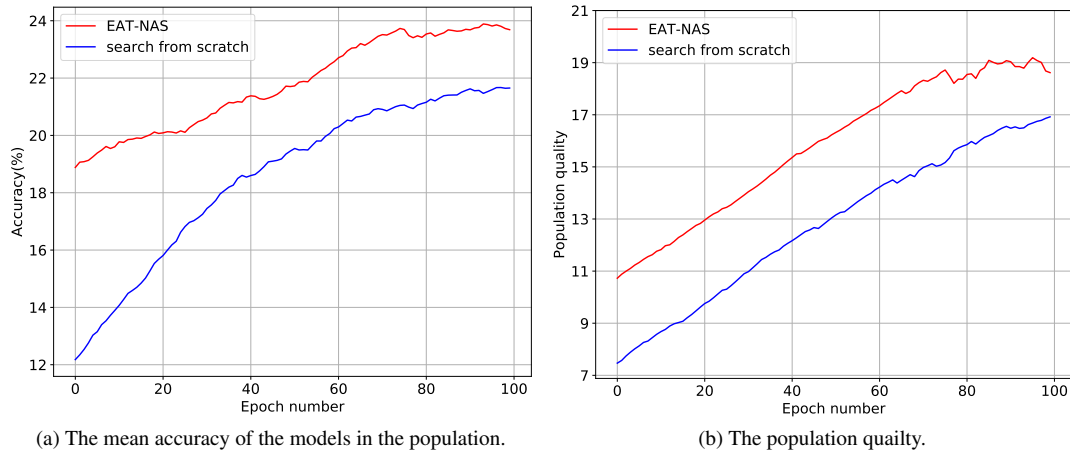 EAT-NAS
search from scratch
24
22
20
18
16
14
12
Accuracy(%)
0
20
40
60
80
100
Epoch number
(a) The mean accuracy of the models in the population.
EAT-NAS
search from scratch
21
19
17
15
13
11
9
7
Population quality
0
20
40
60
80
100
Epoch number
(b) The population quailty.